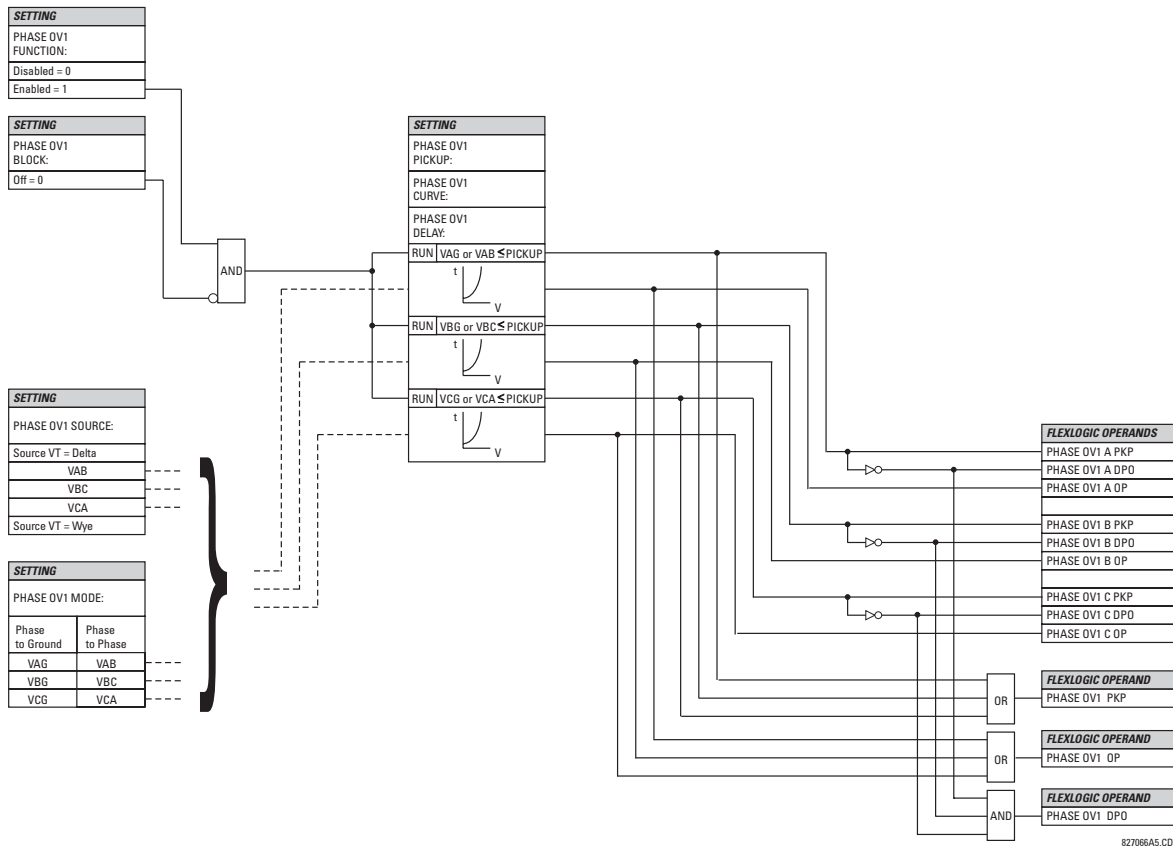 SETTING
PHASE OV1
FUNCTION:
Disabled = 0
Enabled = 1
SETTING
PHASE OV1
BLOCK:
Off = 0
AND
SETTING
PHASE OV1
PICKUP:
PHASE OV1
CURVE:
PHASE OV1
DELAY:
RUN VAG or VAB ≤ PICKUP
t
V
RUN VBG or VBC ≤ PICKUP
t
V
RUN VCG or VCA ≤ PICKUP
t
V
SETTING
PHASE OV1 SOURCE:
Source VT = Delta
VAB
VBC
VCA
Source VT = Wye
SETTING
PHASE OV1 MODE:
Phase to Ground
Phase to Phase
VAG VAB
VBG VBC
VCG VCA
FLEXLOGIC OPERANDS
PHASE OV1 A PKP
PHASE OV1 A DPO
PHASE OV1 A OP
PHASE OV1 B PKP
PHASE OV1 B DPO
PHASE OV1 B OP
PHASE OV1 C PKP
PHASE OV1 C DPO
PHASE OV1 C OP
OR
FLEXLOGIC OPERAND
PHASE OV1 PKP
OR
FLEXLOGIC OPERAND
PHASE OV1 OP
AND
FLEXLOGIC OPERAND
PHASE OV1 DPO
827066A5.CD